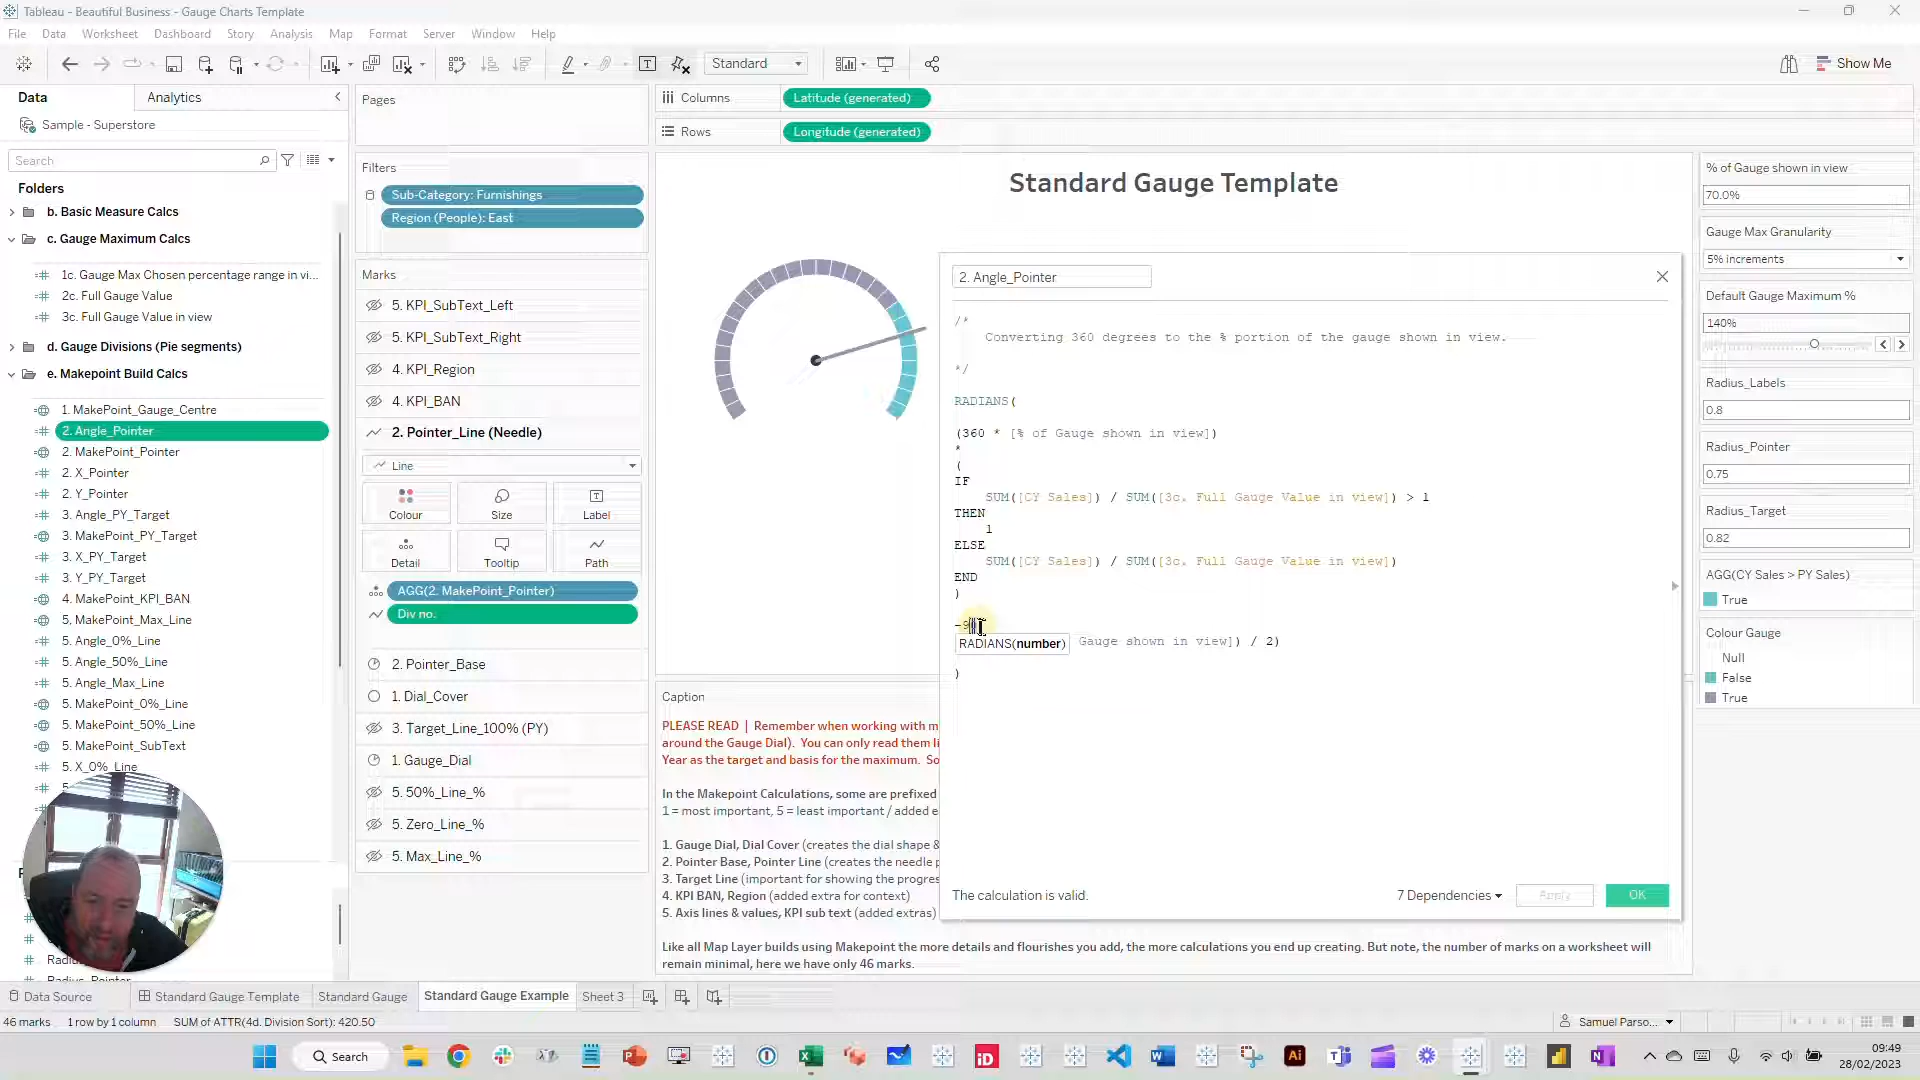 Tableau - Beautiful Business - Gauge Charts Template
File Data Worksheet Dashboard Story Analysis Map Format Server Window Help
Standard
Show Me
Data
Analytics
Sample - Superstore
Search
Folders
b. Basic Measure Calcs
c. Gauge Maximum Calcs
1c. Gauge Max Chosen percentage range in vi...
2c. Full Gauge Value
3c. Full Gauge Value in view
d. Gauge Divisions (Pie segments)
e. Makepoint Build Calcs
1. MakePoint_Gauge_Centre
2. Angle_Pointer
2. MakePoint_Pointer
2. X_Pointer
2. Y_Pointer
3. Angle_PY_Target
3. MakePoint_PY_Target
3. X_PY_Target
3. Y_PY_Target
4. MakePoint_KPI_BAN
5, MakePoint_Max_Line
5. Angle_0%_Line
5. Angle_50%_Line
5. Angle_Max_Line
5. MakePoint_0%_Line
5. MakePoint_50%_Line
5. MakePoint_SubText
5. X_0%_Line
Pages
Filters
Sub-Category: Furnishings
Region (People): East
Marks
5. KPI_SubText_Left
5. KPI_SubText_Right
4. KPI_Region
4. KPI_BAN
2. Pointer_Line (Needle)
Line
Colour
Size
Label
Detail
Tooltip
Path
AGG(2. MakePoint_Pointer)
Div no.
2. Pointer_Base
1. Dial_Cover
3. Target_Line_100% (PY)
1. Gauge_Dial
5. 50%_Line_%
5. Zero_Line_%
5. Max_Line_%
Columns
Latitude (generated)
Rows
Longitude (generated)
Standard Gauge Template
2. Angle_Pointer
/*
Converting 360 degrees to the % portion of the gauge shown in view.
*/
RADIANS(
(360 * [% of Gauge shown in view])
*
(
IF
SUM([CY Sales]) / SUM([3c. Full Gauge Value in view]) > 1
THEN
1
ELSE
SUM([CY Sales]) / SUM([3c. Full Gauge Value in view])
END
)
-90
RADIANS(number)
Gauge shown in view]) / 2)
)
The calculation is valid.
7 Dependencies
Apply
OK
Caption
PLEASE READ | Remember when working with m
around the Gauge Dial). You can only read them li
Year as the target and basis for the maximum. So
In the Makepoint Calculations, some are prefixed
1 = most important, 5 = least important / added e
1. Gauge Dial, Dial Cover (creates the dial shape &
2. Pointer Base, Pointer Line (creates the needle p
3. Target Line (important for showing the progres
4. KPI BAN, Region (added extra for context)
5. Axis lines & values, KPI sub text (added extras)
Like all Map Layer builds using Makepoint the more details and flourishes you add, the more calculations you end up creating. But note, the number of marks on a worksheet will
remain minimal, here we have only 46 marks.
% of Gauge shown in view
70.0%
Gauge Max Granularity
5% increments
Default Gauge Maximum %
140%
Radius_Labels
0.8
Radius_Pointer
0.75
Radius_Target
0.82
AGG(CY Sales > PY Sales)
True
Colour Gauge
Null
False
True
Data Source
Standard Gauge Template
Standard Gauge
Standard Gauge Example
Sheet 3
46 marks
1 row by 1 column
SUM of ATTR(4d. Division Sort): 420.50
Samuel Parso...
Search
09:49
28/02/2023